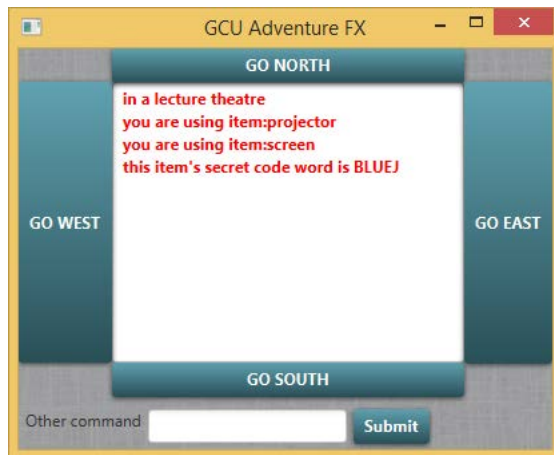 GCU Adventure FX
GO NORTH
in a lecture theatre
you are using item:projector
you are using item:screen
this item's secret code word is BLUEJ
GO WEST
GO EAST
GO SOUTH
Other command
Submit